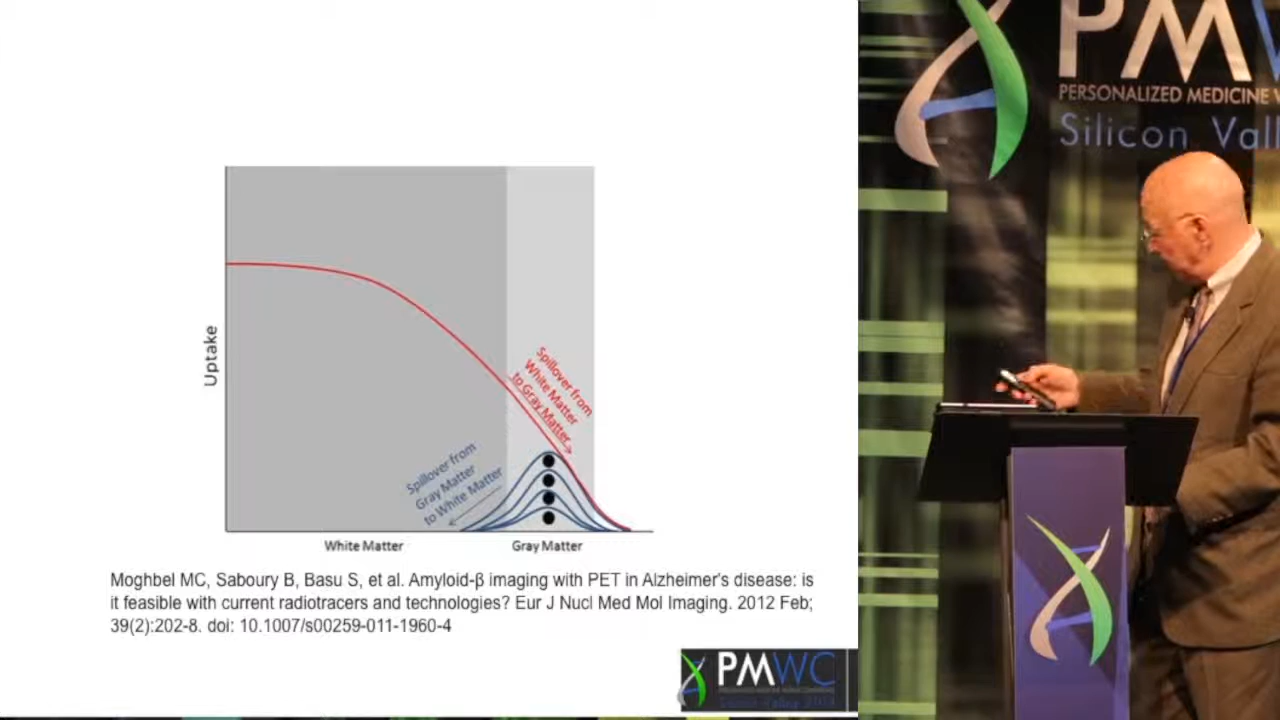 Uptake
Spillover from
White Matter
to Gray Matter
Spillover from
Gray Matter
to White Matter
White Matter
Gray Matter
Moghbel MC, Saboury B, Basu S, et al. Amyloid-β imaging with PET in Alzheimer's disease: is
it feasible with current radiotracers and technologies? Eur J Nucl Med Mol Imaging. 2012 Feb;
39(2):202-8. doi: 10.1007/s00259-011-1960-4
PMWC
PM
PERSONALIZED MEDICINE
Silicon Vall